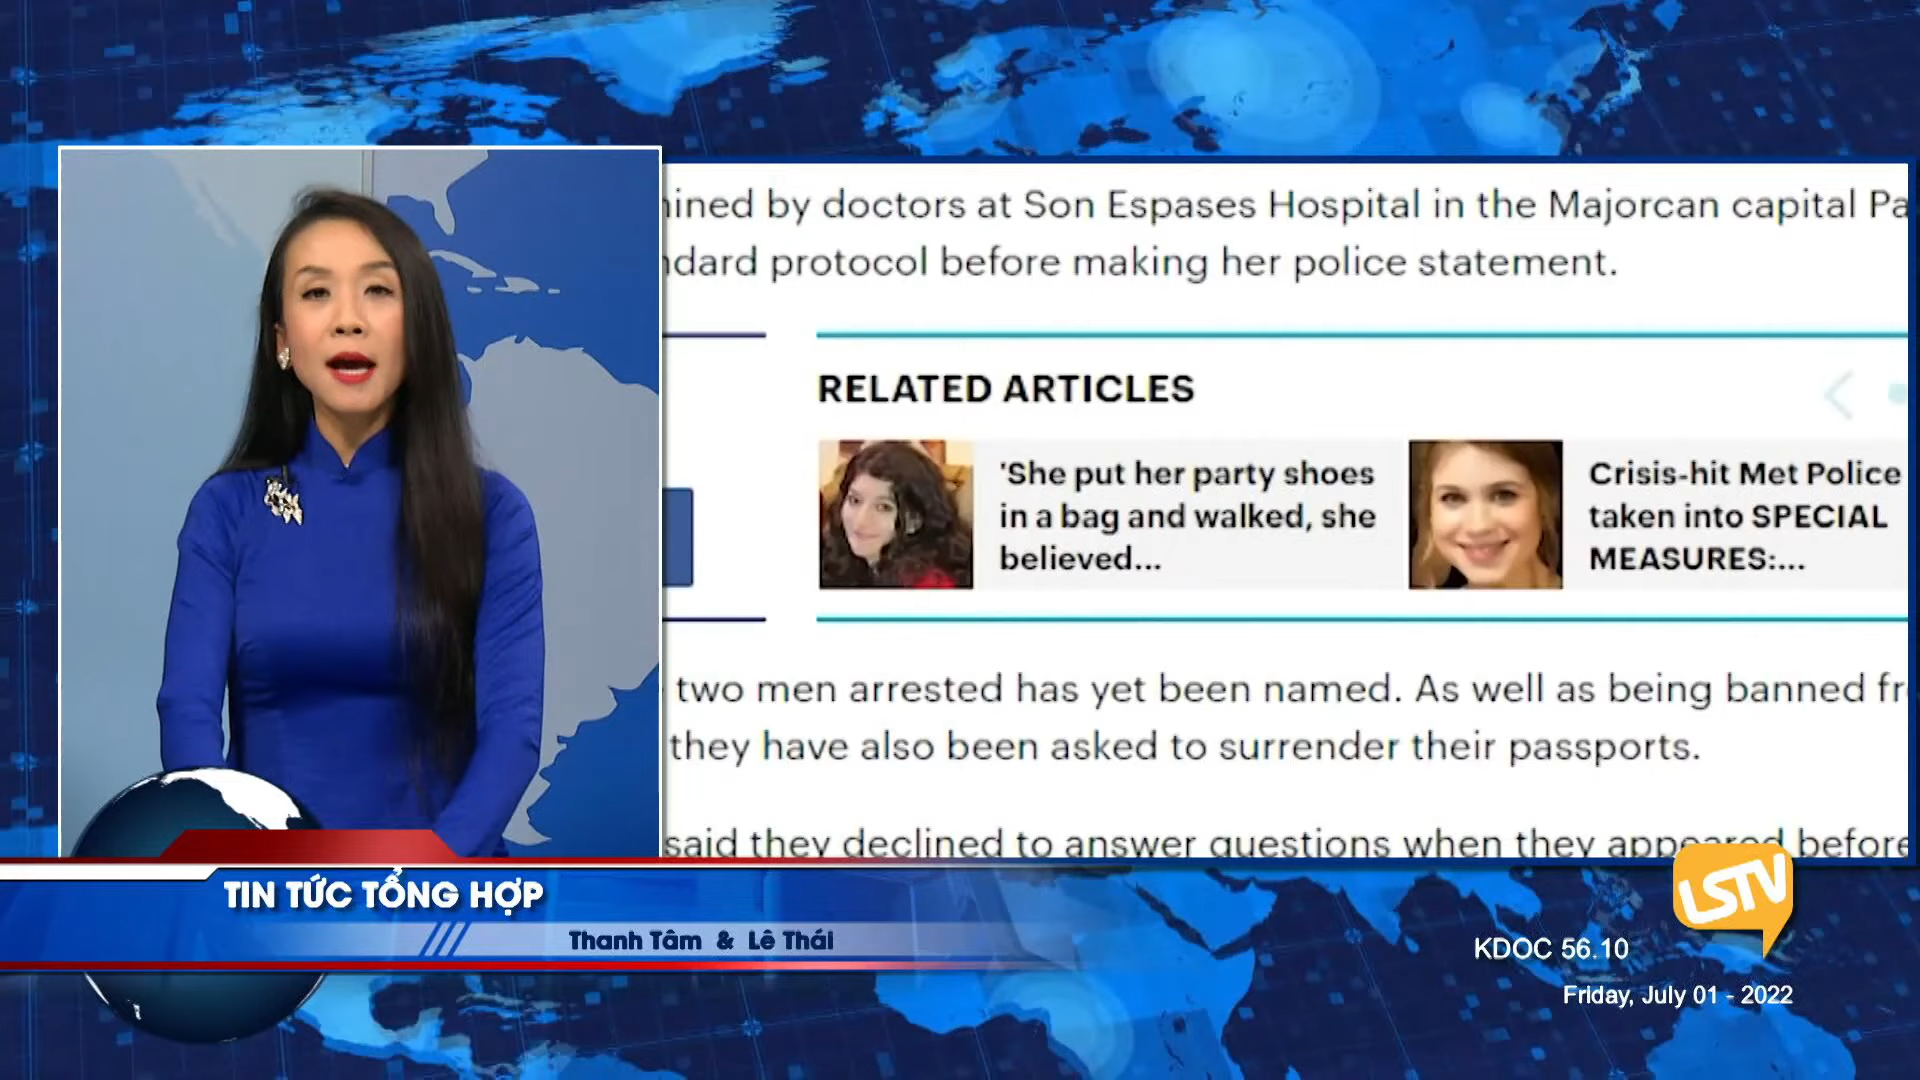 by doctors at Son Espases Hospital in the Majorcan capital
protocol before making her police statement.
RELATED ARTICLES
'She put her party shoes
in a bag and walked, she
believed...
Crisis-hit Met Police
taken into SPECIAL
MEASURES:...
two men arrested has yet been named. As well as being banned
they have also been asked to surrender their passports.
said they declined to answer questions when they appeared before
LSTV
TIN TỨC TỔNG HỢP
Thanh Tâm & Lê Thái
KDOC 56.10
Friday, July 01 - 2022